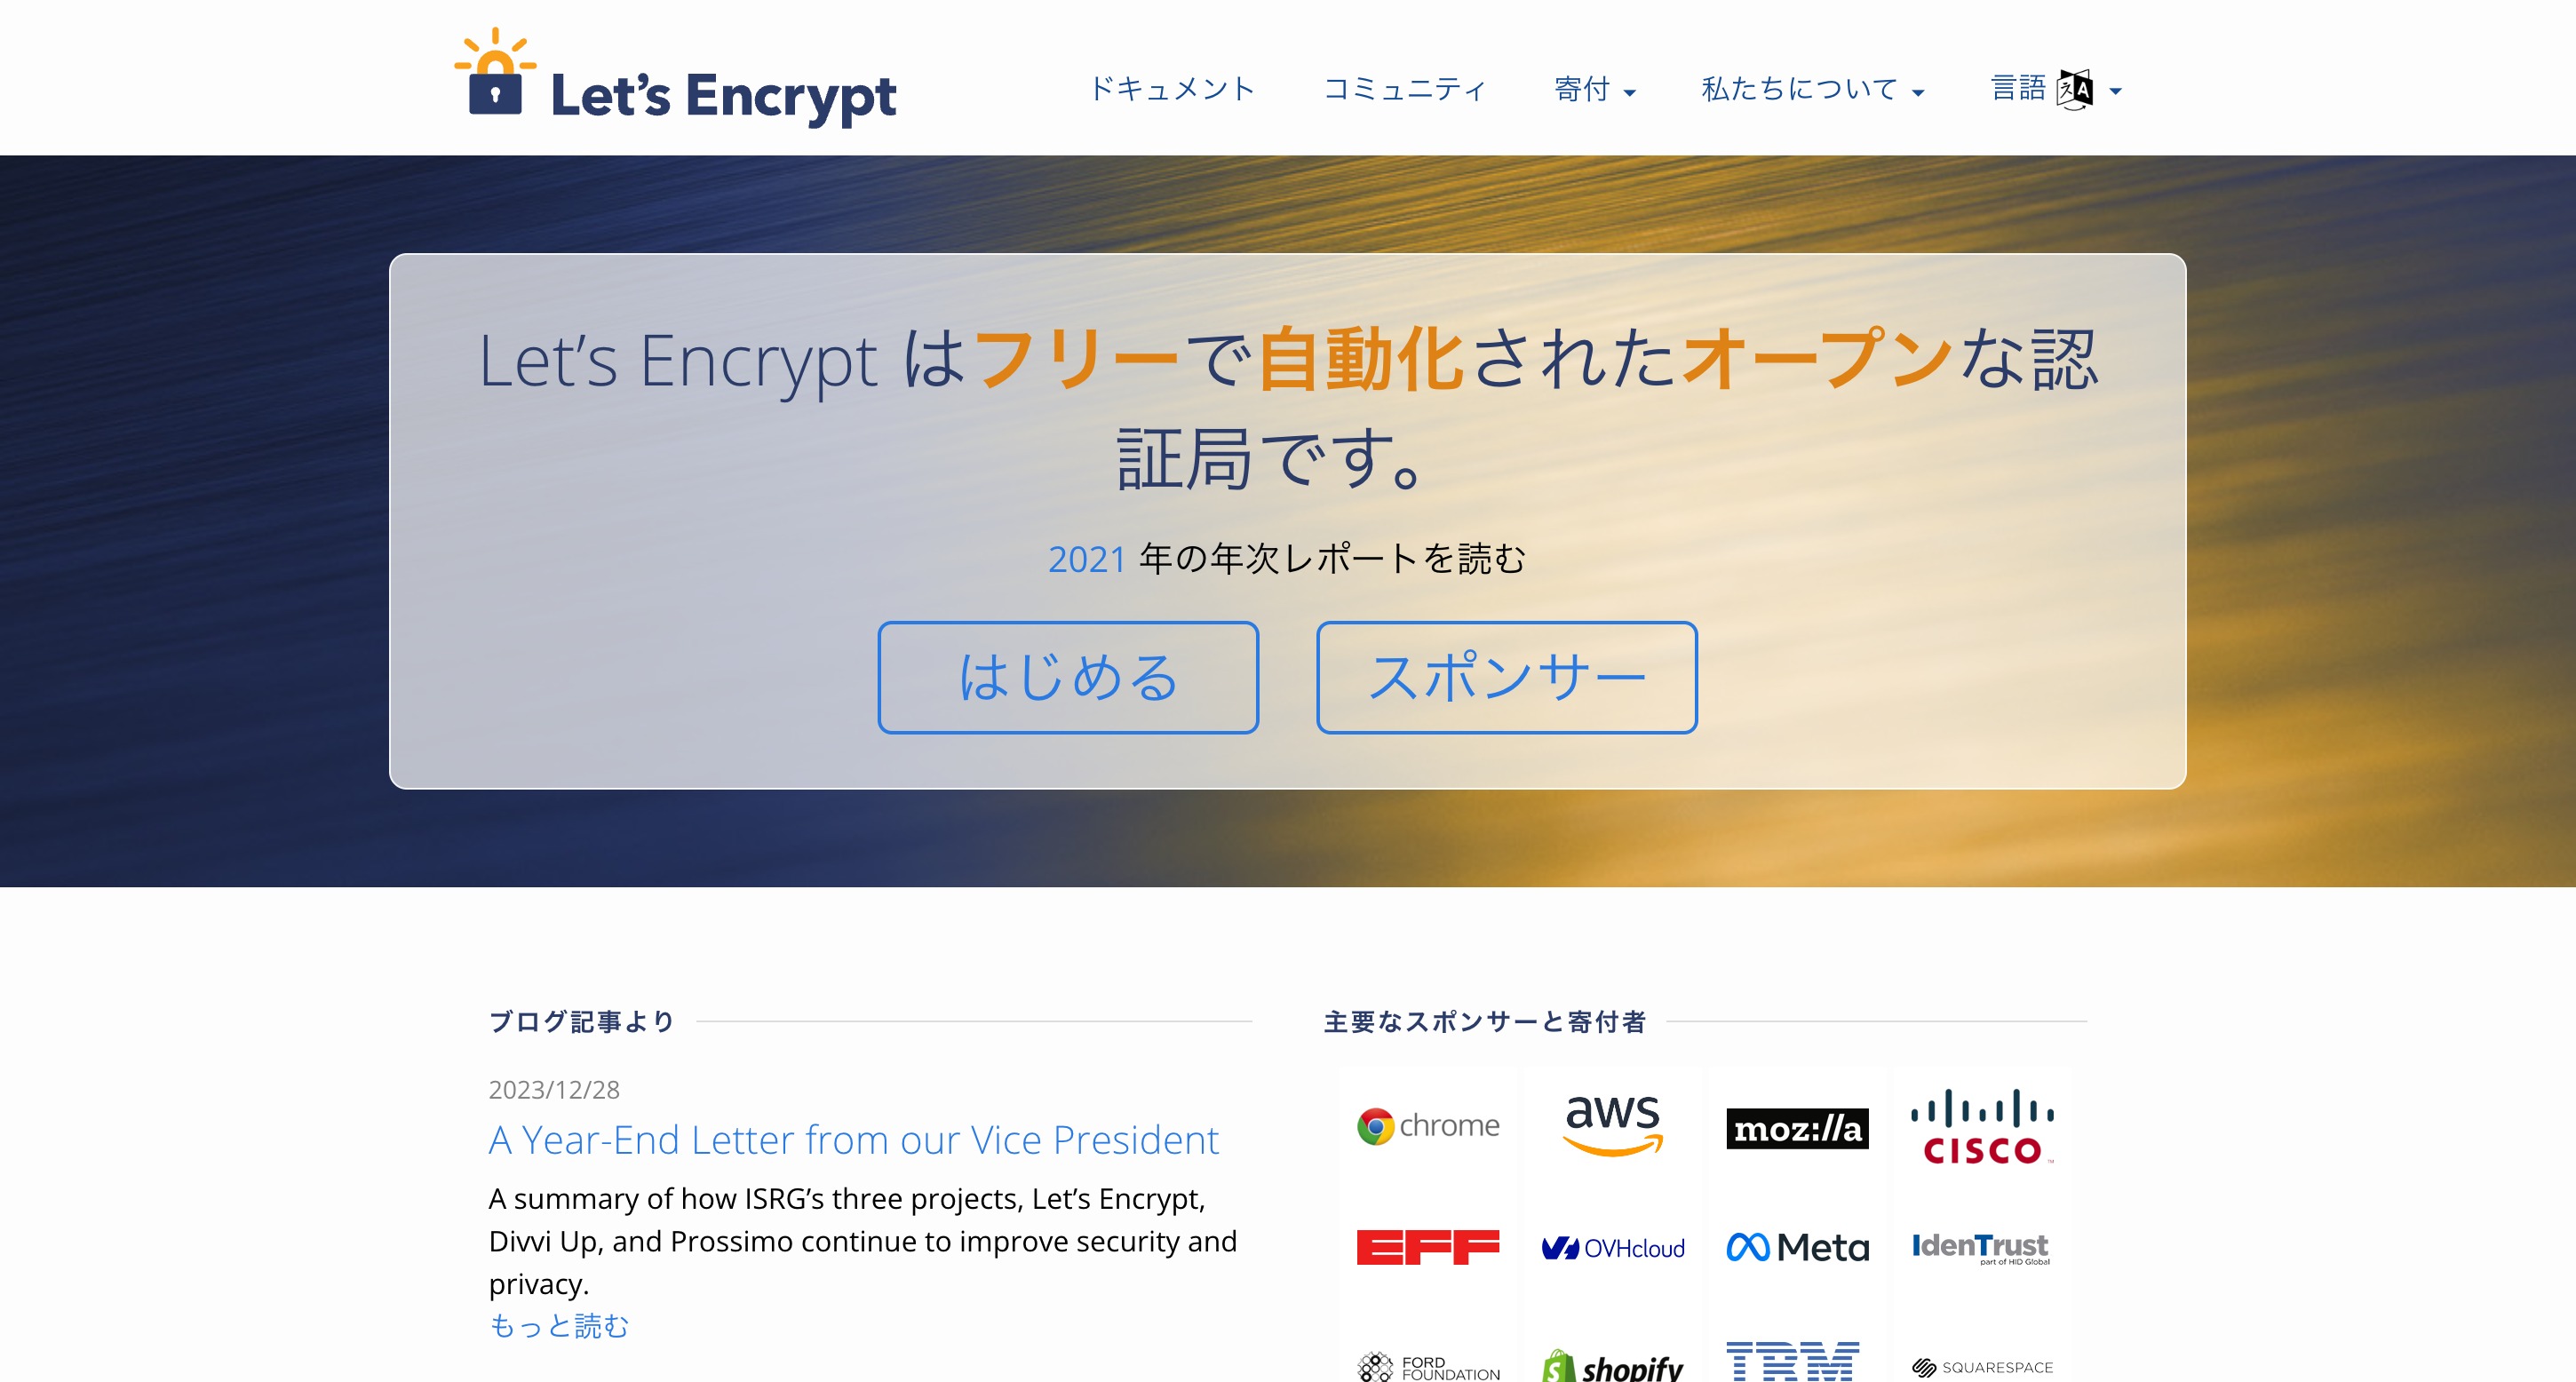 Let's Encrypt
ドキュメント
コミュニティ
寄付
私たちについて
言語
Let's Encrypt はフリーで自動化されたオープンな認
証局です。
2021 年の年次レポートを読む
はじめる
スポンサー
ブログ記事より
2023/12/28
A Year-End Letter from our Vice President
A summary of how ISRG's three projects, Let's Encrypt,
Divvi Up, and Prossimo continue to improve security and
privacy.
もっと読む
主要なスポンサーと寄付者
chrome
aws
moz://a
CISCO
EFF
OVHcloud
Meta
IdenTrust
part of HID Global
FORD
FOUNDATION
shopify
IBM
SQUARESPACE